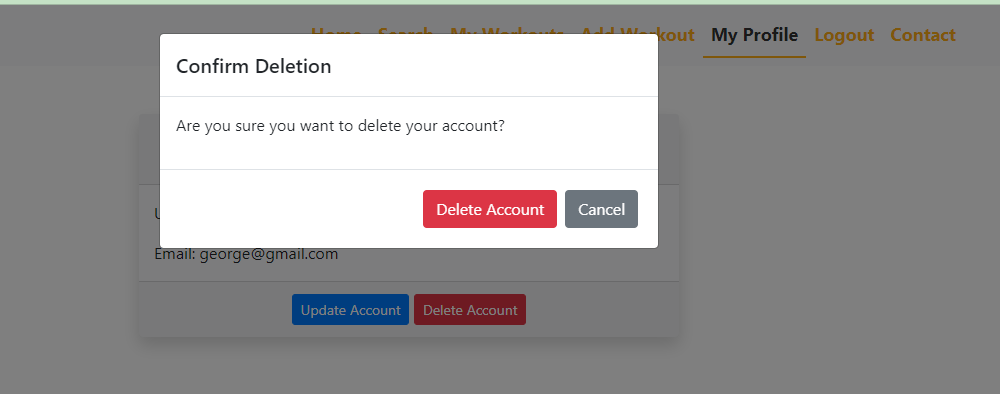 Home Search My Workouts Add Workout My Profile Logout Contact
Confirm Deletion
Are you sure you want to delete your account?
Delete Account Cancel
Email: george@gmail.com
Update Account Delete Account